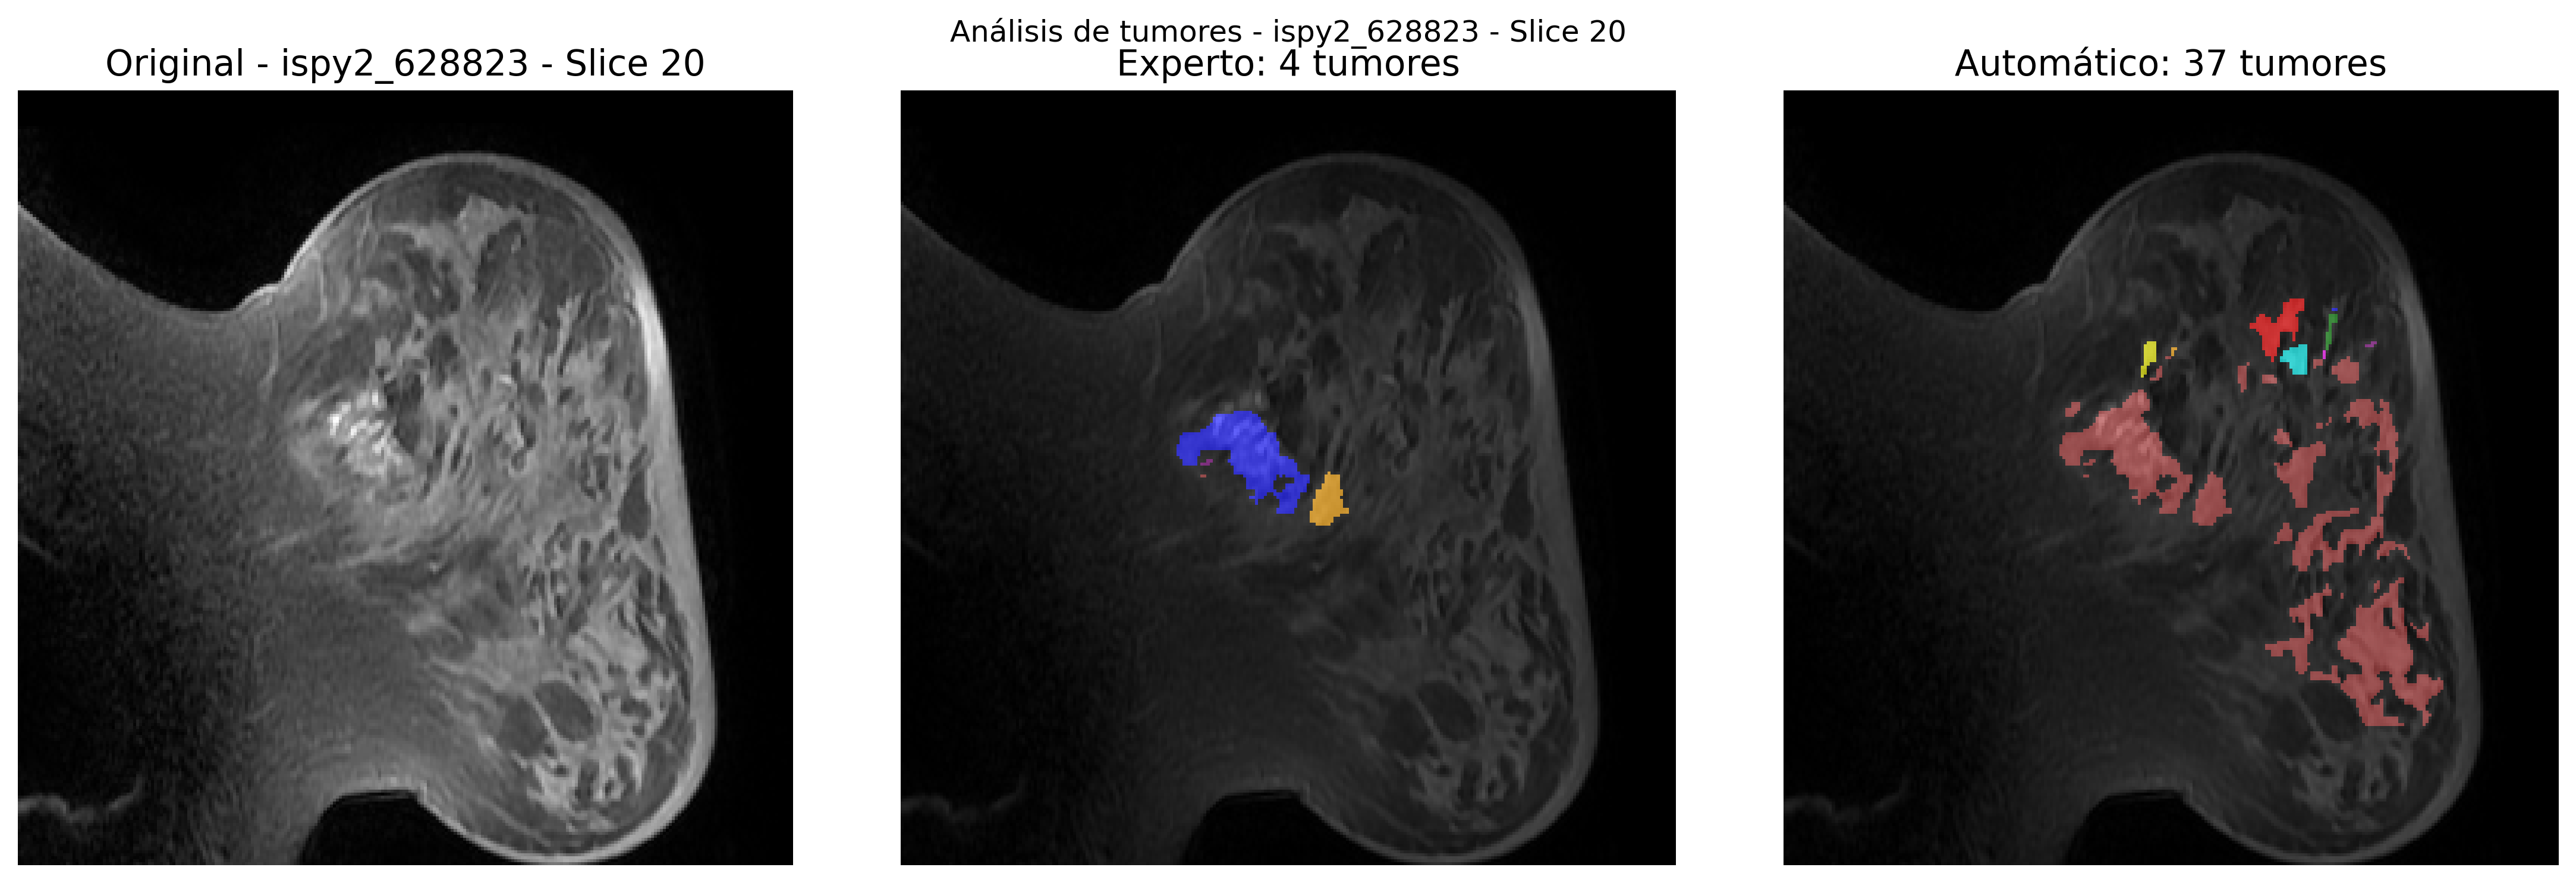 Análisis de tumores - ispy2_628823 - Slice 20
Original - ispy2_628823 - Slice 20
Experto: 4 tumores
Automático: 37 tumores